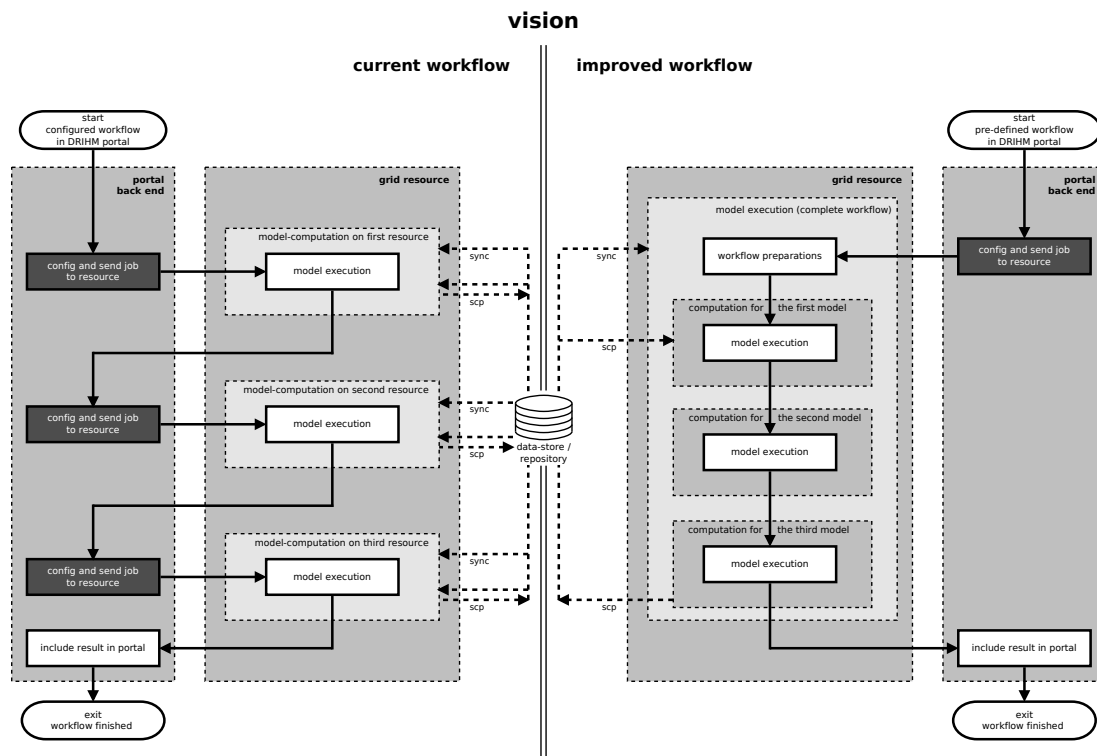 vision
current workflow
improved workflow
start
configured workflow
in DRIHM portal
portal
back end
grid resource
model-computation on first resource
config and send job
to resource
model execution
sync
scp
model-computation on second resource
config and send job
to resource
model execution
sync
scp
model-computation on third resource
config and send job
to resource
model execution
sync
scp
include result in portal
exit
workflow finished
data-store /
repository
start
pre-defined workflow
in DRIHM portal
grid resource
portal
back end
model execution (complete workflow)
sync
workflow preparations
config and send job
to resource
computation for the first model
model execution
scp
computation for the second model
model execution
computation for the third model
model execution
scp
include result in portal
exit
workflow finished